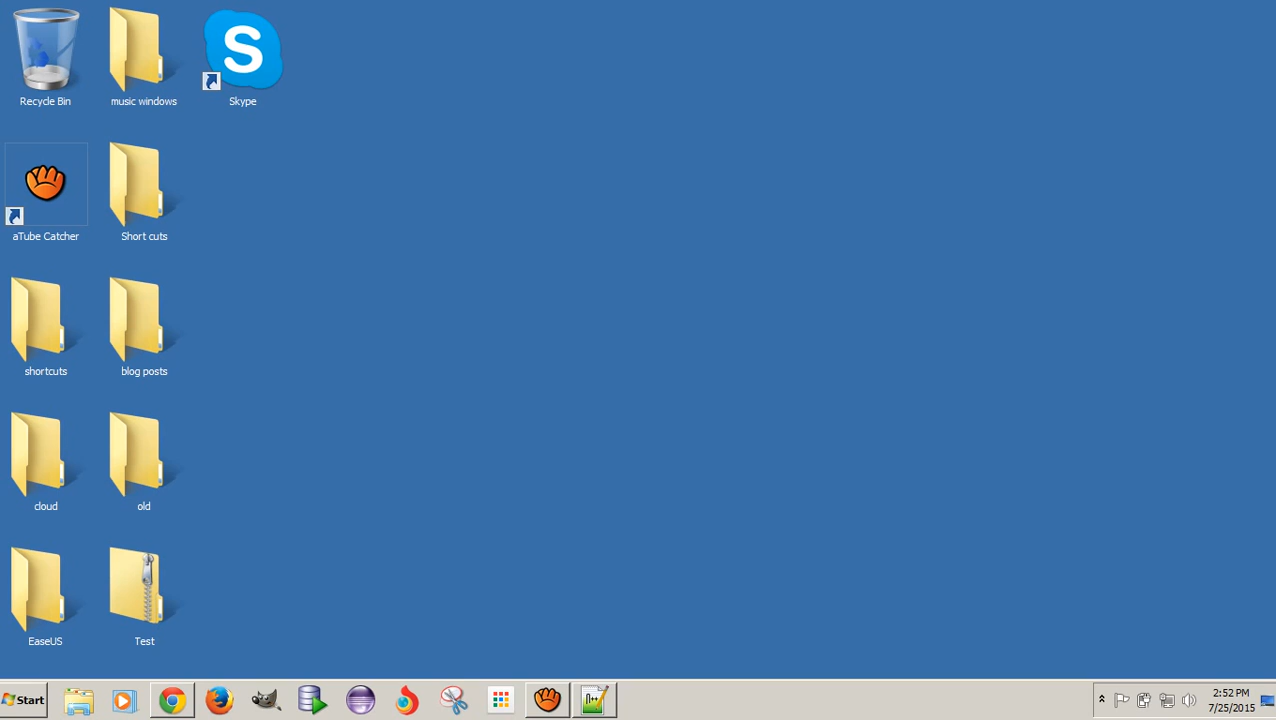 Recycle Bin
music windows
S
Skype
aTube Catcher
Short cuts
shortcuts
blog posts
cloud
old
EaseUS
Test
Start
n++
2:52 PM
7/25/2015